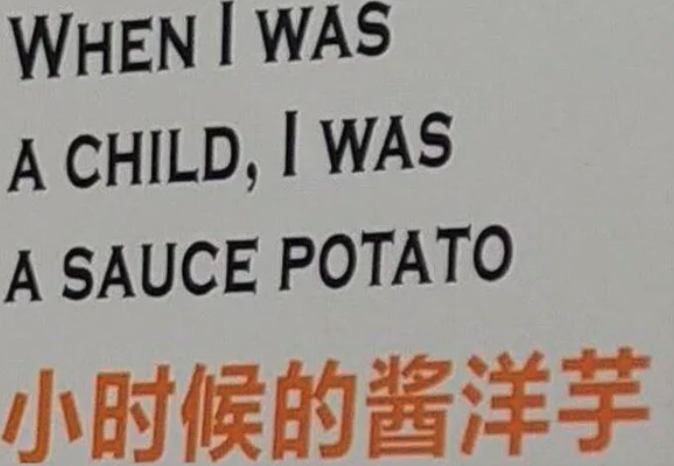 WHEN I WAS
A CHILD, I WAS
A SAUCE POTATO
小时候的酱洋芋